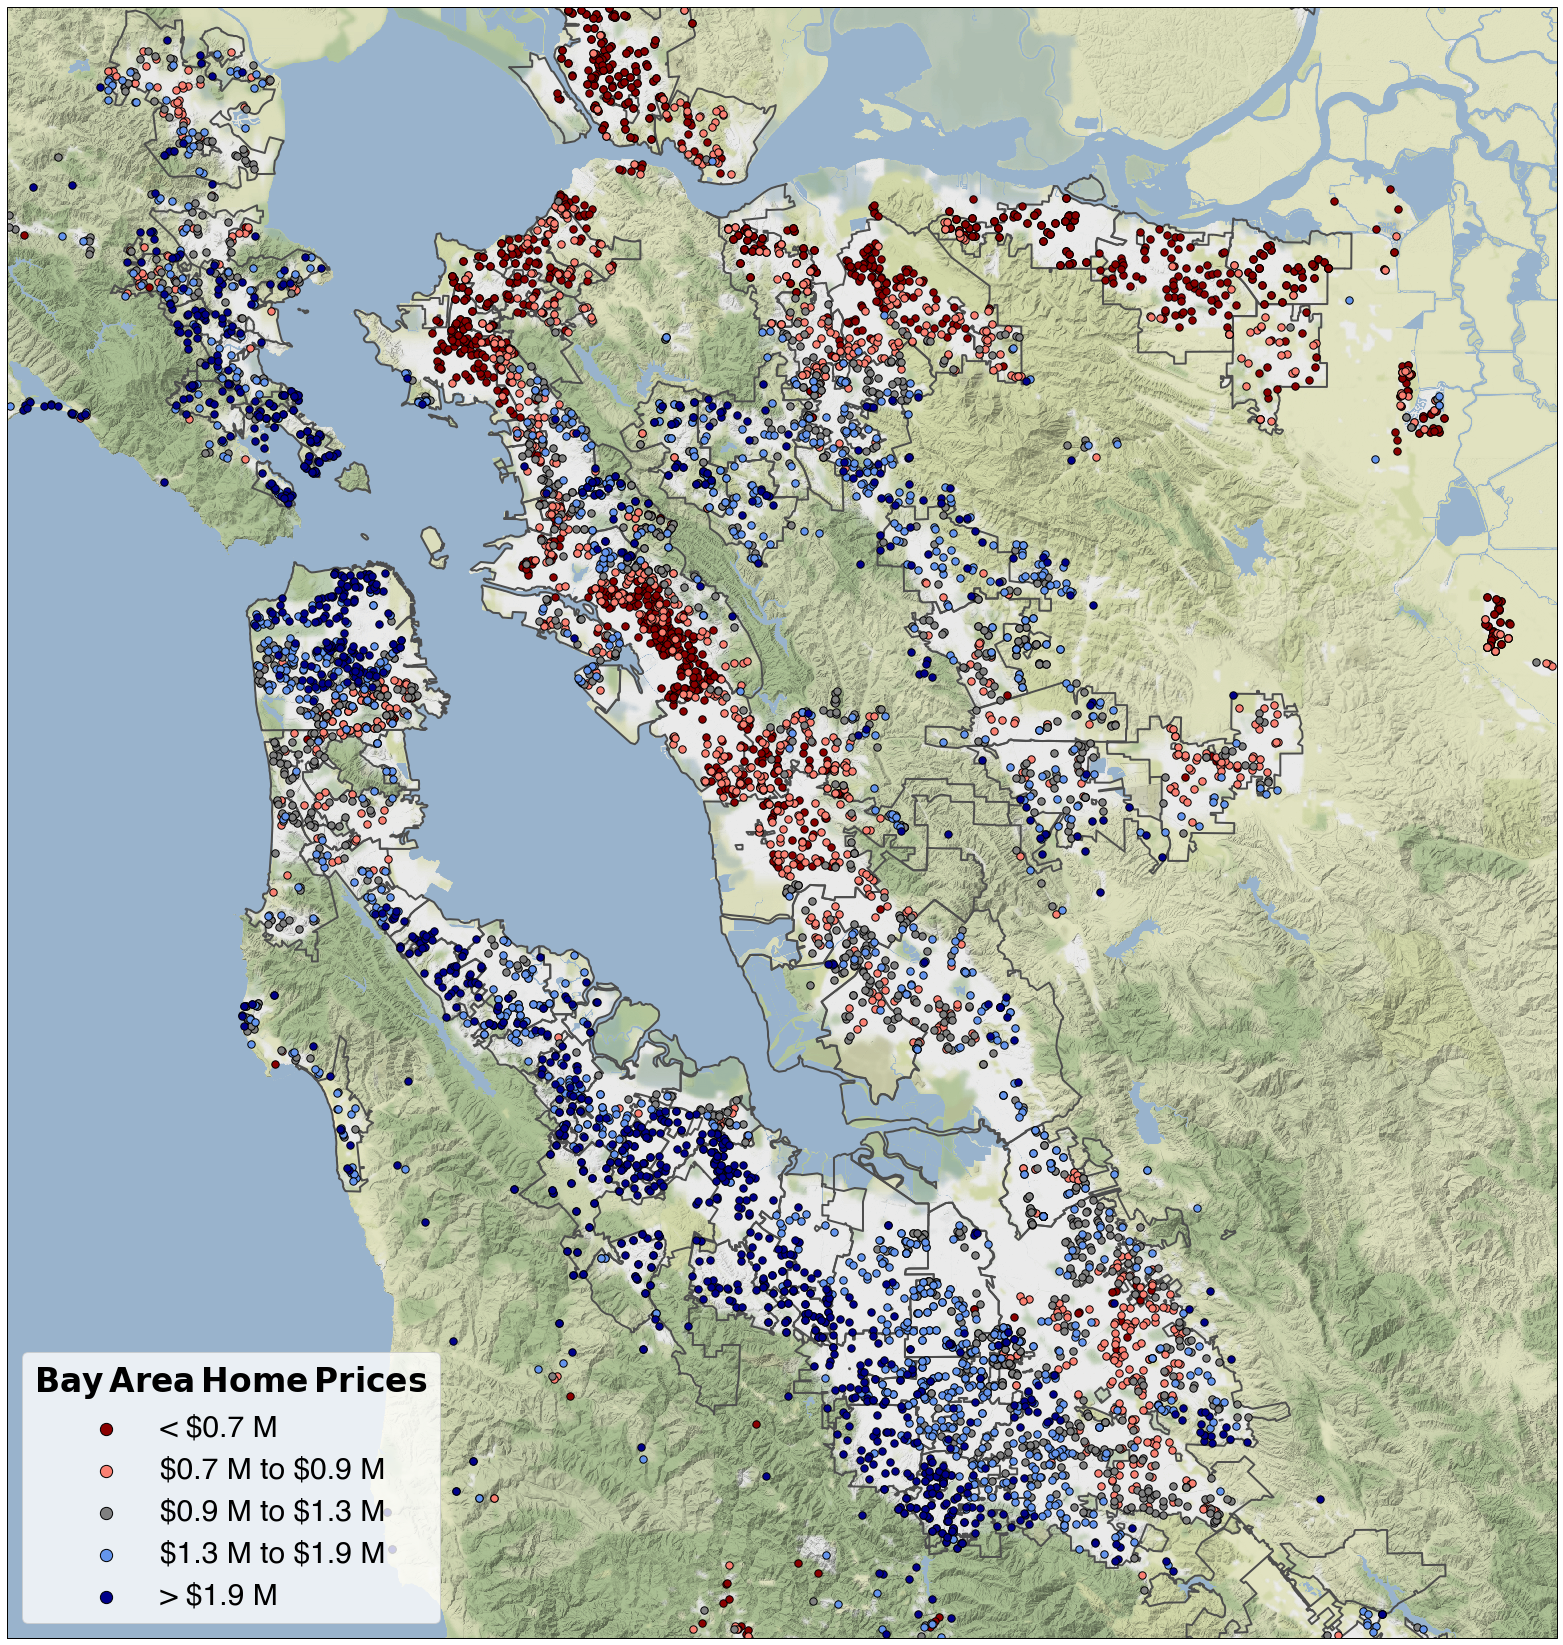 Bay Area Home Prices
< $0.7 M
$0.7 M to $0.9 M
$0.9 M to $1.3 M
$1.3 M to $1.9 M
> $1.9 M